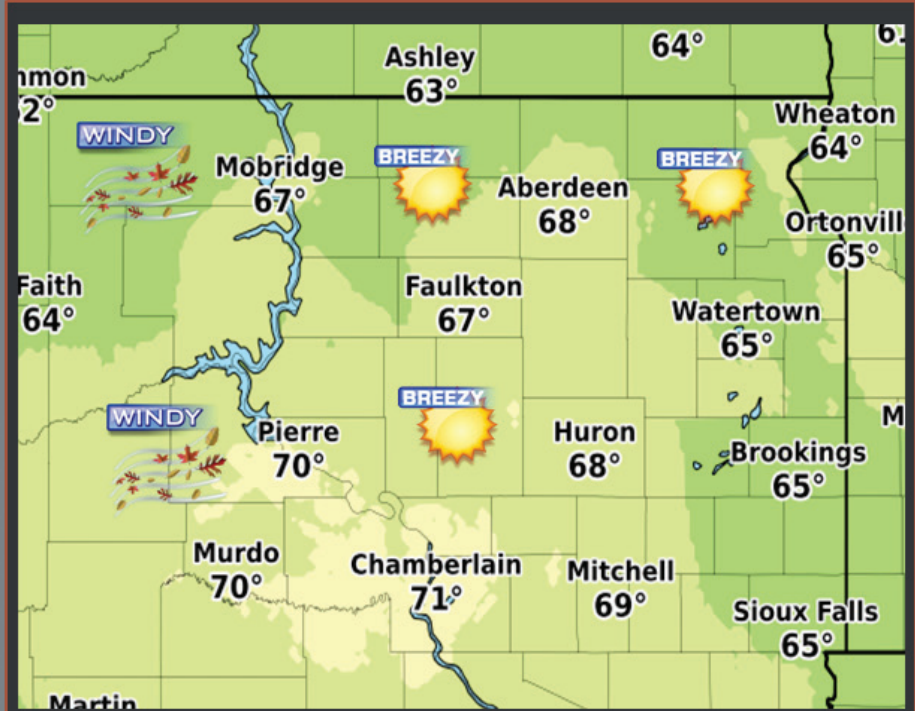 64°
Ashley
63°
Wheaton
64°
WINDY
BREEZY
BREEZY
Mobridge
67°
Aberdeen
68°
65°
Faith
64°
Faulkton
67°
Watertown
65°
WINDY
BREEZY
Pierre
70°
Huron
68°
Brookings
65°
Murdo
70°
Chamberlain
71°
Mitchell
69°
Sioux Falls
65°
Martin